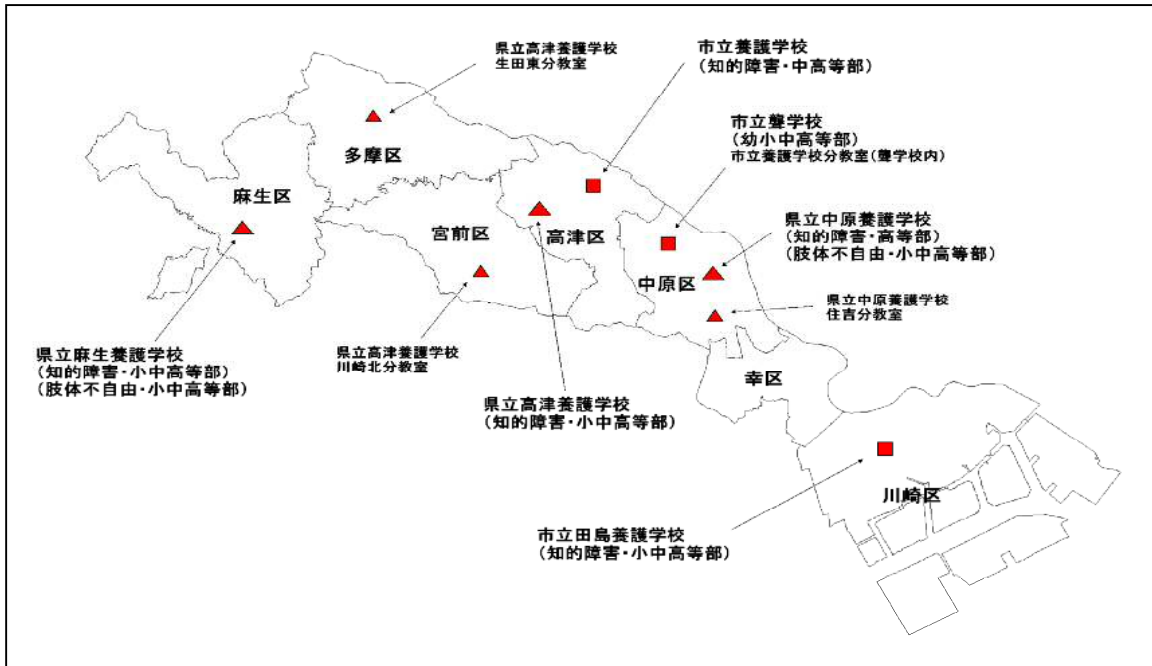 県立高津養護学校
生田東分教室
市立養護学校
(知的障害・中高等部)
市立聾学校
(幼小中高等部)
市立養護学校分教室(聾学校内)
多摩区
麻生区
宮前区
高津区
県立中原養護学校
(知的障害・高等部)
(肢体不自由・小中高等部)
中原区
県立中原養護学校
住吉分教室
県立麻生養護学校
(知的障害・小中高等部)
(肢体不自由・小中高等部)
県立高津養護学校
川崎北分教室
幸区
県立高津養護学校
(知的障害・小中高等部)
川崎区
市立田島養護学校
(知的障害・小中高等部)